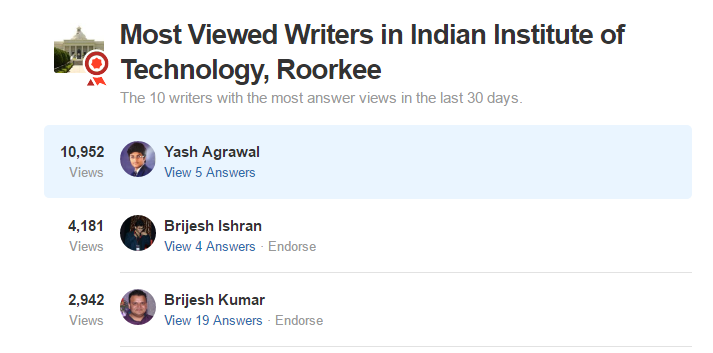 Most Viewed Writers in Indian Institute of
Technology, Roorkee
The 10 writers with the most answer views in the last 30 days.
10,952 Yash Agrawal
Views View 5 Answers
4,181 Brijesh Ishran
Views View 4 Answers · Endorse
2,942 Brijesh Kumar
Views View 19 Answers · Endorse